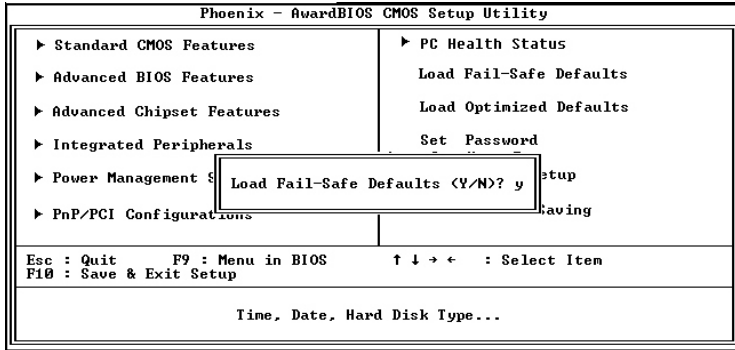 Phoenix - AwardBIOS CMOS Setup Utility
▶ Standard CMOS Features
▶ Advanced BIOS Features
▶ Advanced Chipset Features
▶ Integrated Peripherals
▶ Power Management S
▶ PnP/PCI Configurations
▶ PC Health Status
Load Fail-Safe Defaults
Load Optimized Defaults
Set Password
etup
Saving
Load Fail-Safe Defaults (Y/N)? y
Esc : Quit F9 : Menu in BIOS ↑ ↓ → ← : Select Item
F10 : Save & Exit Setup
Time, Date, Hard Disk Type...